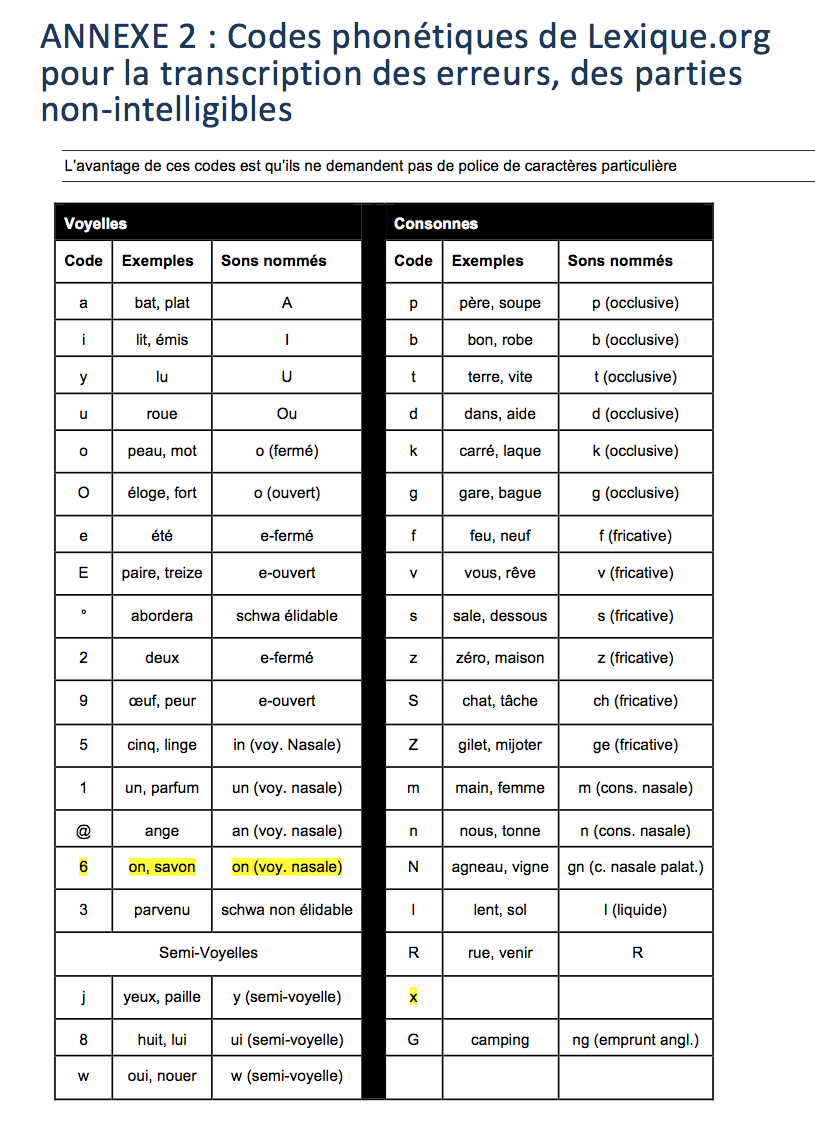 ANNEXE 2 : Codes phonétiques de Lexique.org
pour la transcription des erreurs, des parties
non-intelligibles
L'avantage de ces codes est qu'ils ne demandent pas de police de caractères particulière
Voyelles Consonnes
Code Exemples Sons nommés Code Exemples Sons nommés
a bat, plat A p père, soupe p (occlusive)
i lit, émis I b bon, robe b (occlusive)
y lu U t terre, vite t (occlusive)
u roue Ou d dans, aide d (occlusive)
o peau, mot o (fermé) k carré, laque k (occlusive)
O éloge, fort o (ouvert) g gare, bague g (occlusive)
e été e-fermé f feu, neuf f (fricative)
E paire, treize e-ouvert v vous, rêve v (fricative)
° abordera schwa élidable s sale, dessous s (fricative)
2 deux e-fermé z zéro, maison z (fricative)
9 œuf, peur e-ouvert S chat, tâche ch (fricative)
5 cinq, linge in (voy. Nasale) Z gilet, mijoter ge (fricative)
1 un, parfum un (voy. nasale) m main, femme m (cons. nasale)
@ ange an (voy. nasale) n nous, tonne n (cons. nasale)
6 on, savon on (voy. nasale) N agneau, vigne gn (c. nasale palat.)
3 parvenu schwa non élidable l lent, sol l (liquide)
Semi-Voyelles R rue, venir R
j yeux, paille y (semi-voyelle) x
8 huit, lui ui (semi-voyelle) G camping ng (emprunt angl.)
w oui, nouer w (semi-voyelle)